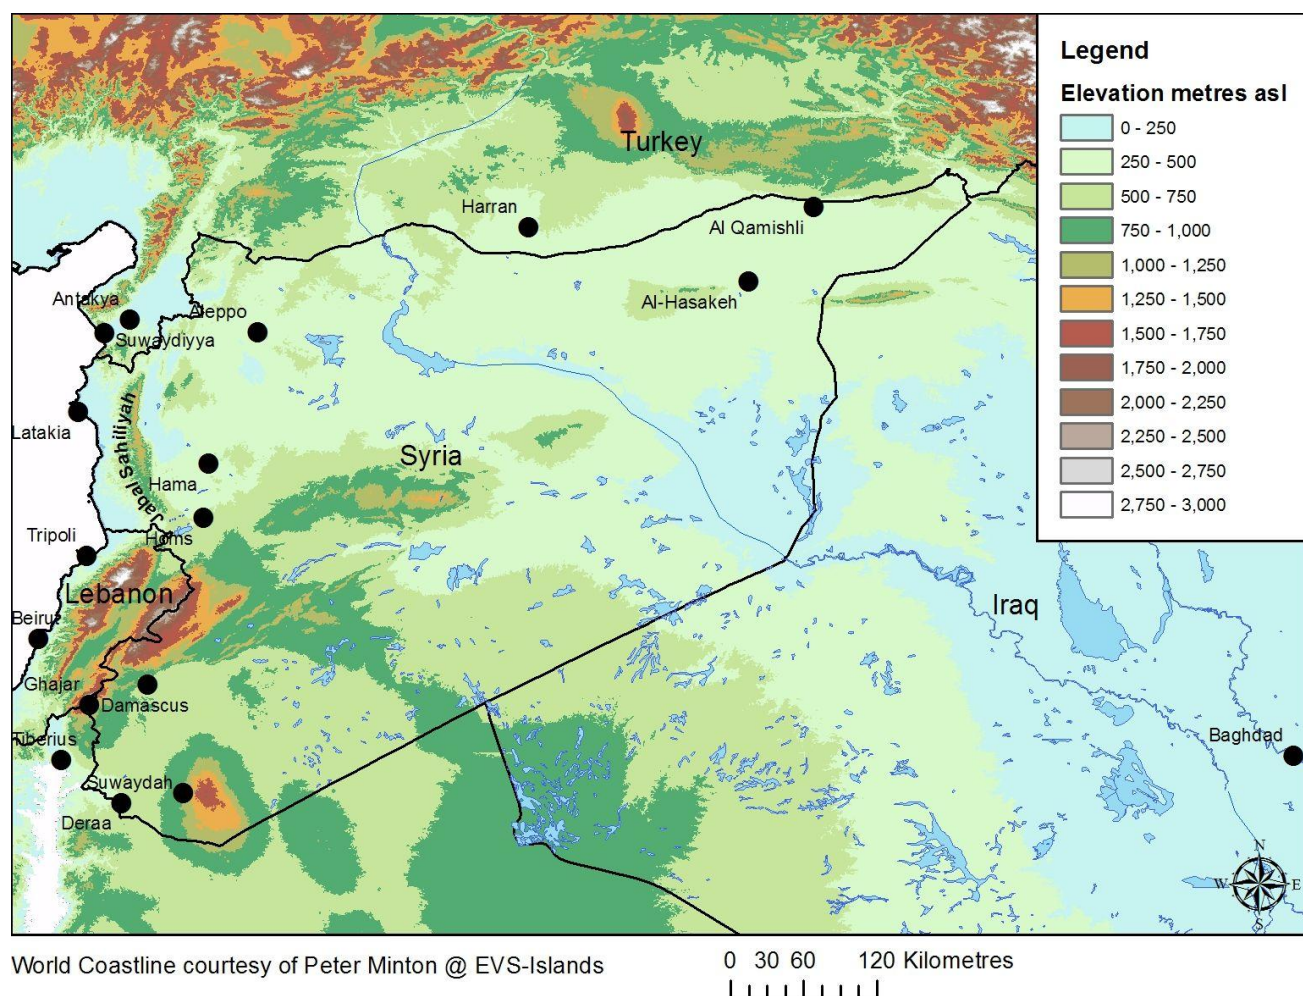 Legend
Elevation metres asl
0 - 250
250 - 500
500 - 750
750 - 1,000
1,000 - 1,250
1,250 - 1,500
1,500 - 1,750
1,750 - 2,000
2,000 - 2,250
2,250 - 2,500
2,500 - 2,750
2,750 - 3,000
Turkey
Harran
Al Qamishli
Al-Hasakeh
Antakya
Aleppo
Suwaydiyya
Latakia
Jabal Sahiliyah
Syria
Hama
Homs
Tripoli
Lebanon
Beirut
Iraq
Ghajar
Damascus
Tiberius
Baghdad
Suwaydah
Deraa
N
W E
S
World Coastline courtesy of Peter Minton @ EVS-Islands
0 30 60 120 Kilometres